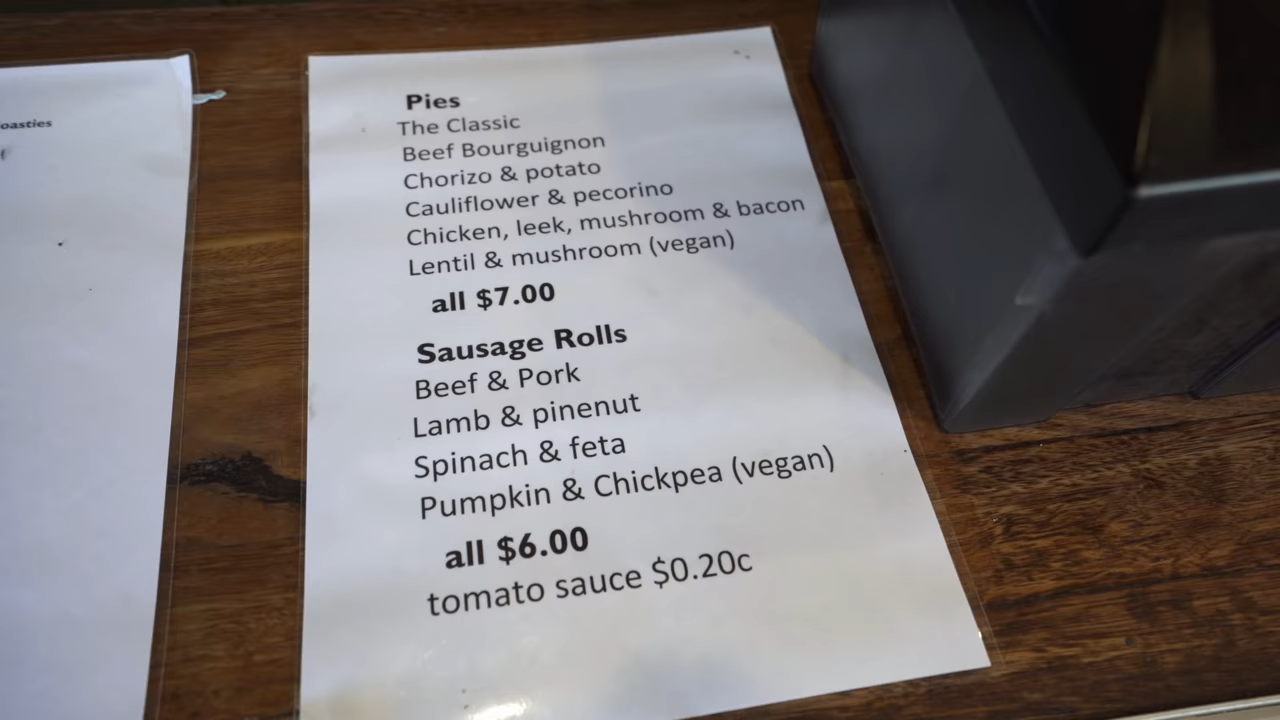 oasties
Pies
The Classic
Beef Bourguignon
Chorizo & potato
Cauliflower & pecorino
Chicken, leek, mushroom & bacon
Lentil & mushroom (vegan)
all $7.00
Sausage Rolls
Beef & Pork
Lamb & pinenut
Spinach & feta
Pumpkin & Chickpea (vegan)
all $6.00
tomato sauce $0.20c